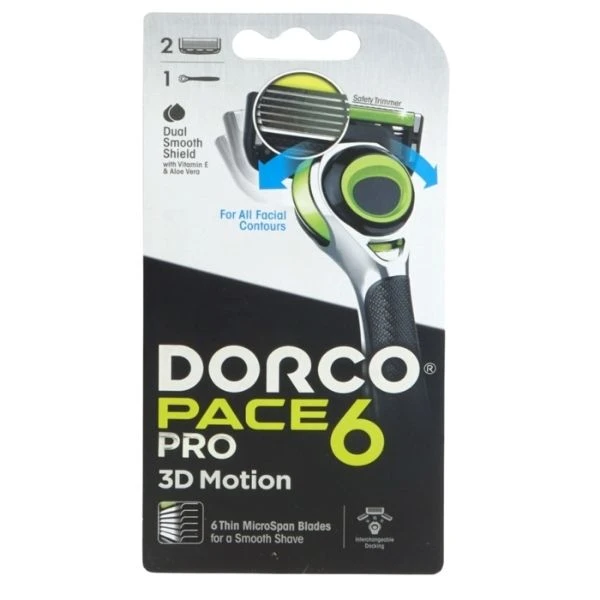 2
1
Dual
Smooth
Shield
with Vitamin E
& Aloe Vera
Safety Trimmer
For All Facial
Contours
DORCO®
PACE 6
PRO
3D Motion
6 Thin MicroSpan Blades
for a Smooth Shave
Interchangeable
Docking